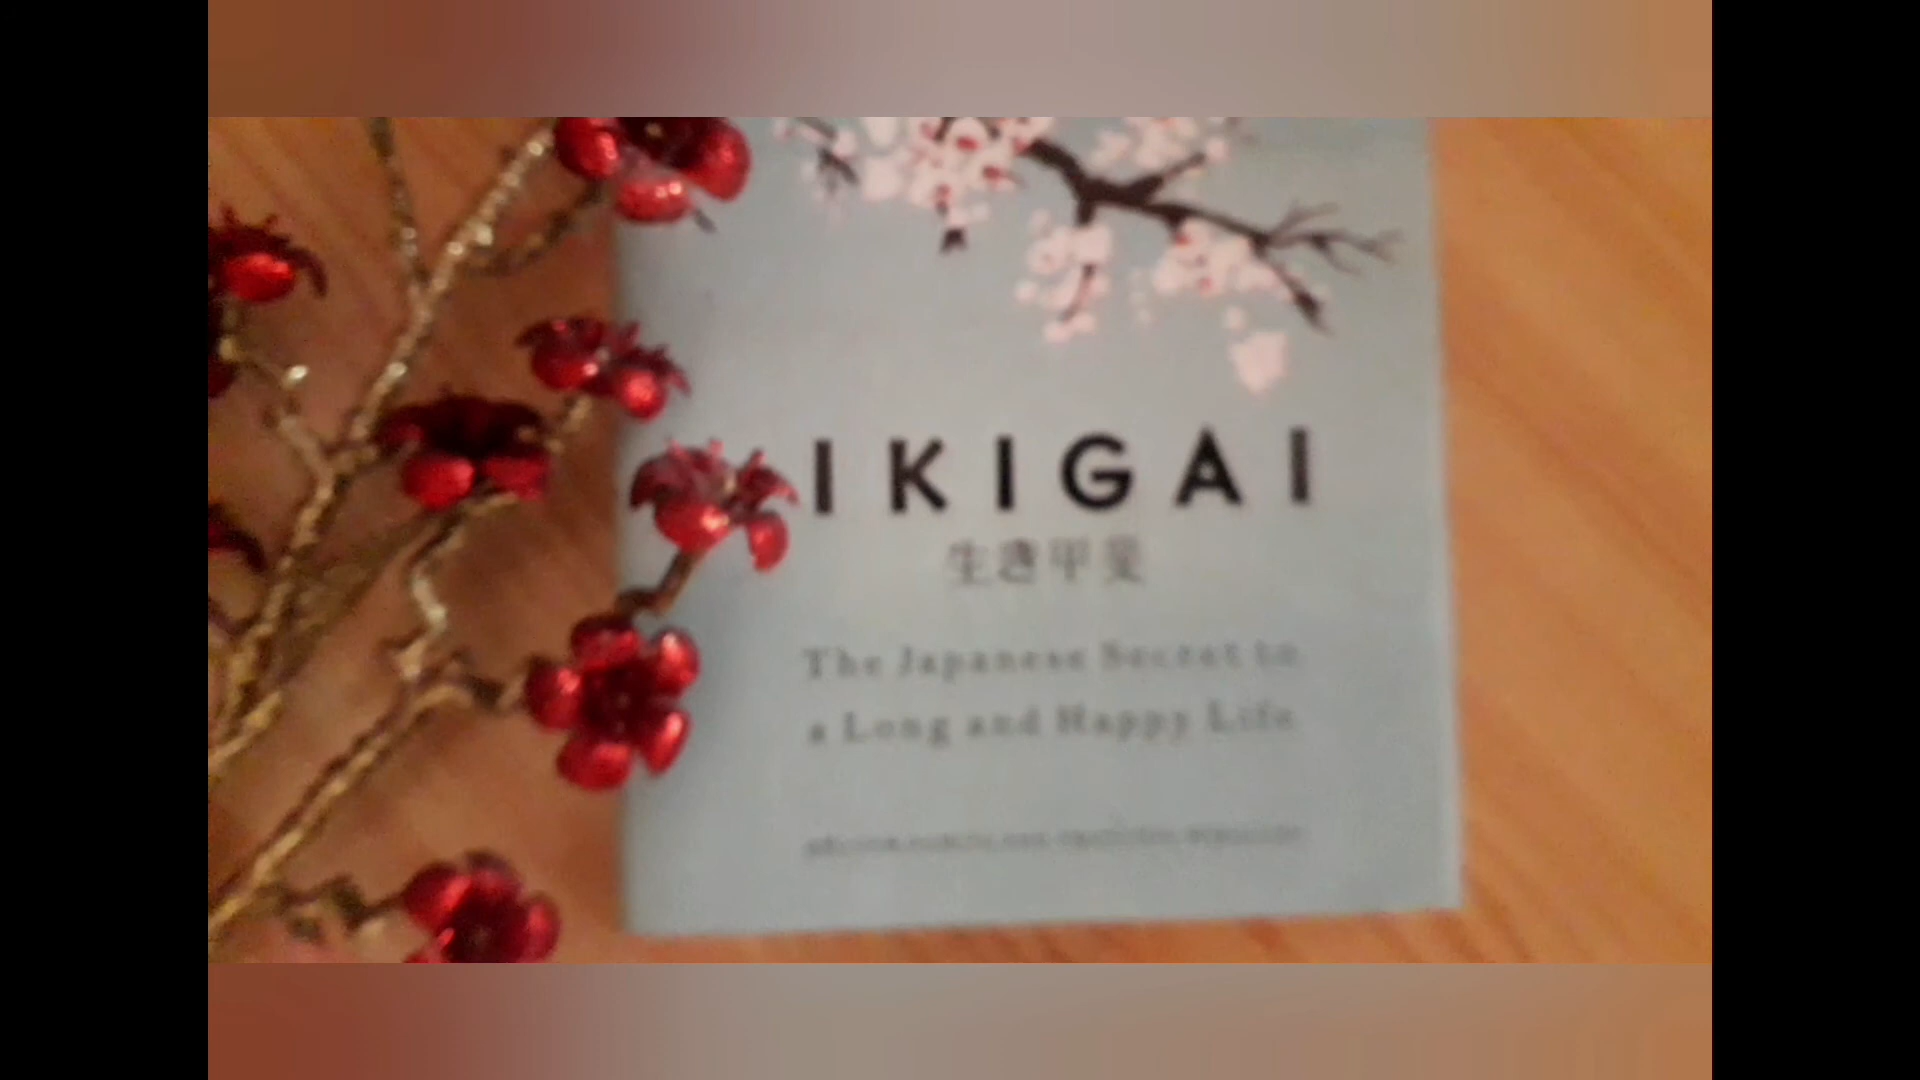 IKIGAI
生き甲斐
The Japanese Secret to
a Long and Happy Life